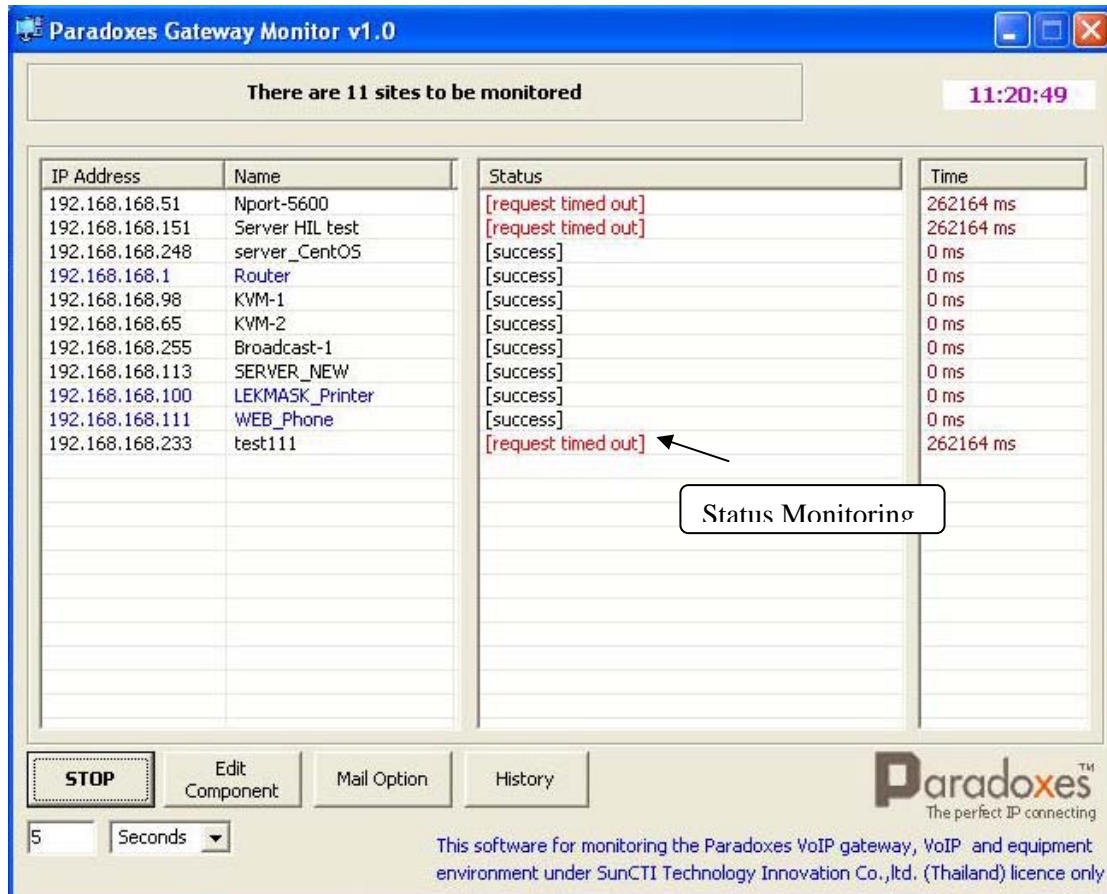 Paradoxes Gateway Monitor v1.0
There are 11 sites to be monitored
11:20:49
IP Address Name Status Time
192.168.168.51 Nport-5600 [request timed out] 262164 ms
192.168.168.151 Server HIL test [request timed out] 262164 ms
192.168.168.248 server_CentOS [success] 0 ms
192.168.168.1 Router [success] 0 ms
192.168.168.98 KVM-1 [success] 0 ms
192.168.168.65 KVM-2 [success] 0 ms
192.168.168.255 Broadcast-1 [success] 0 ms
192.168.168.113 SERVER_NEW [success] 0 ms
192.168.168.100 LEKMASK_Printer [success] 0 ms
192.168.168.111 WEB_Phone [success] 0 ms
192.168.168.233 test111 [request timed out] 262164 ms
Status Monitoring
STOP
Edit
Component
Mail Option
History
Paradoxes™
The perfect IP connecting
5 Seconds
This software for monitoring the Paradoxes VoIP gateway, VoIP and equipment
environment under SunCTI Technology Innovation Co.,ltd. (Thailand) licence only